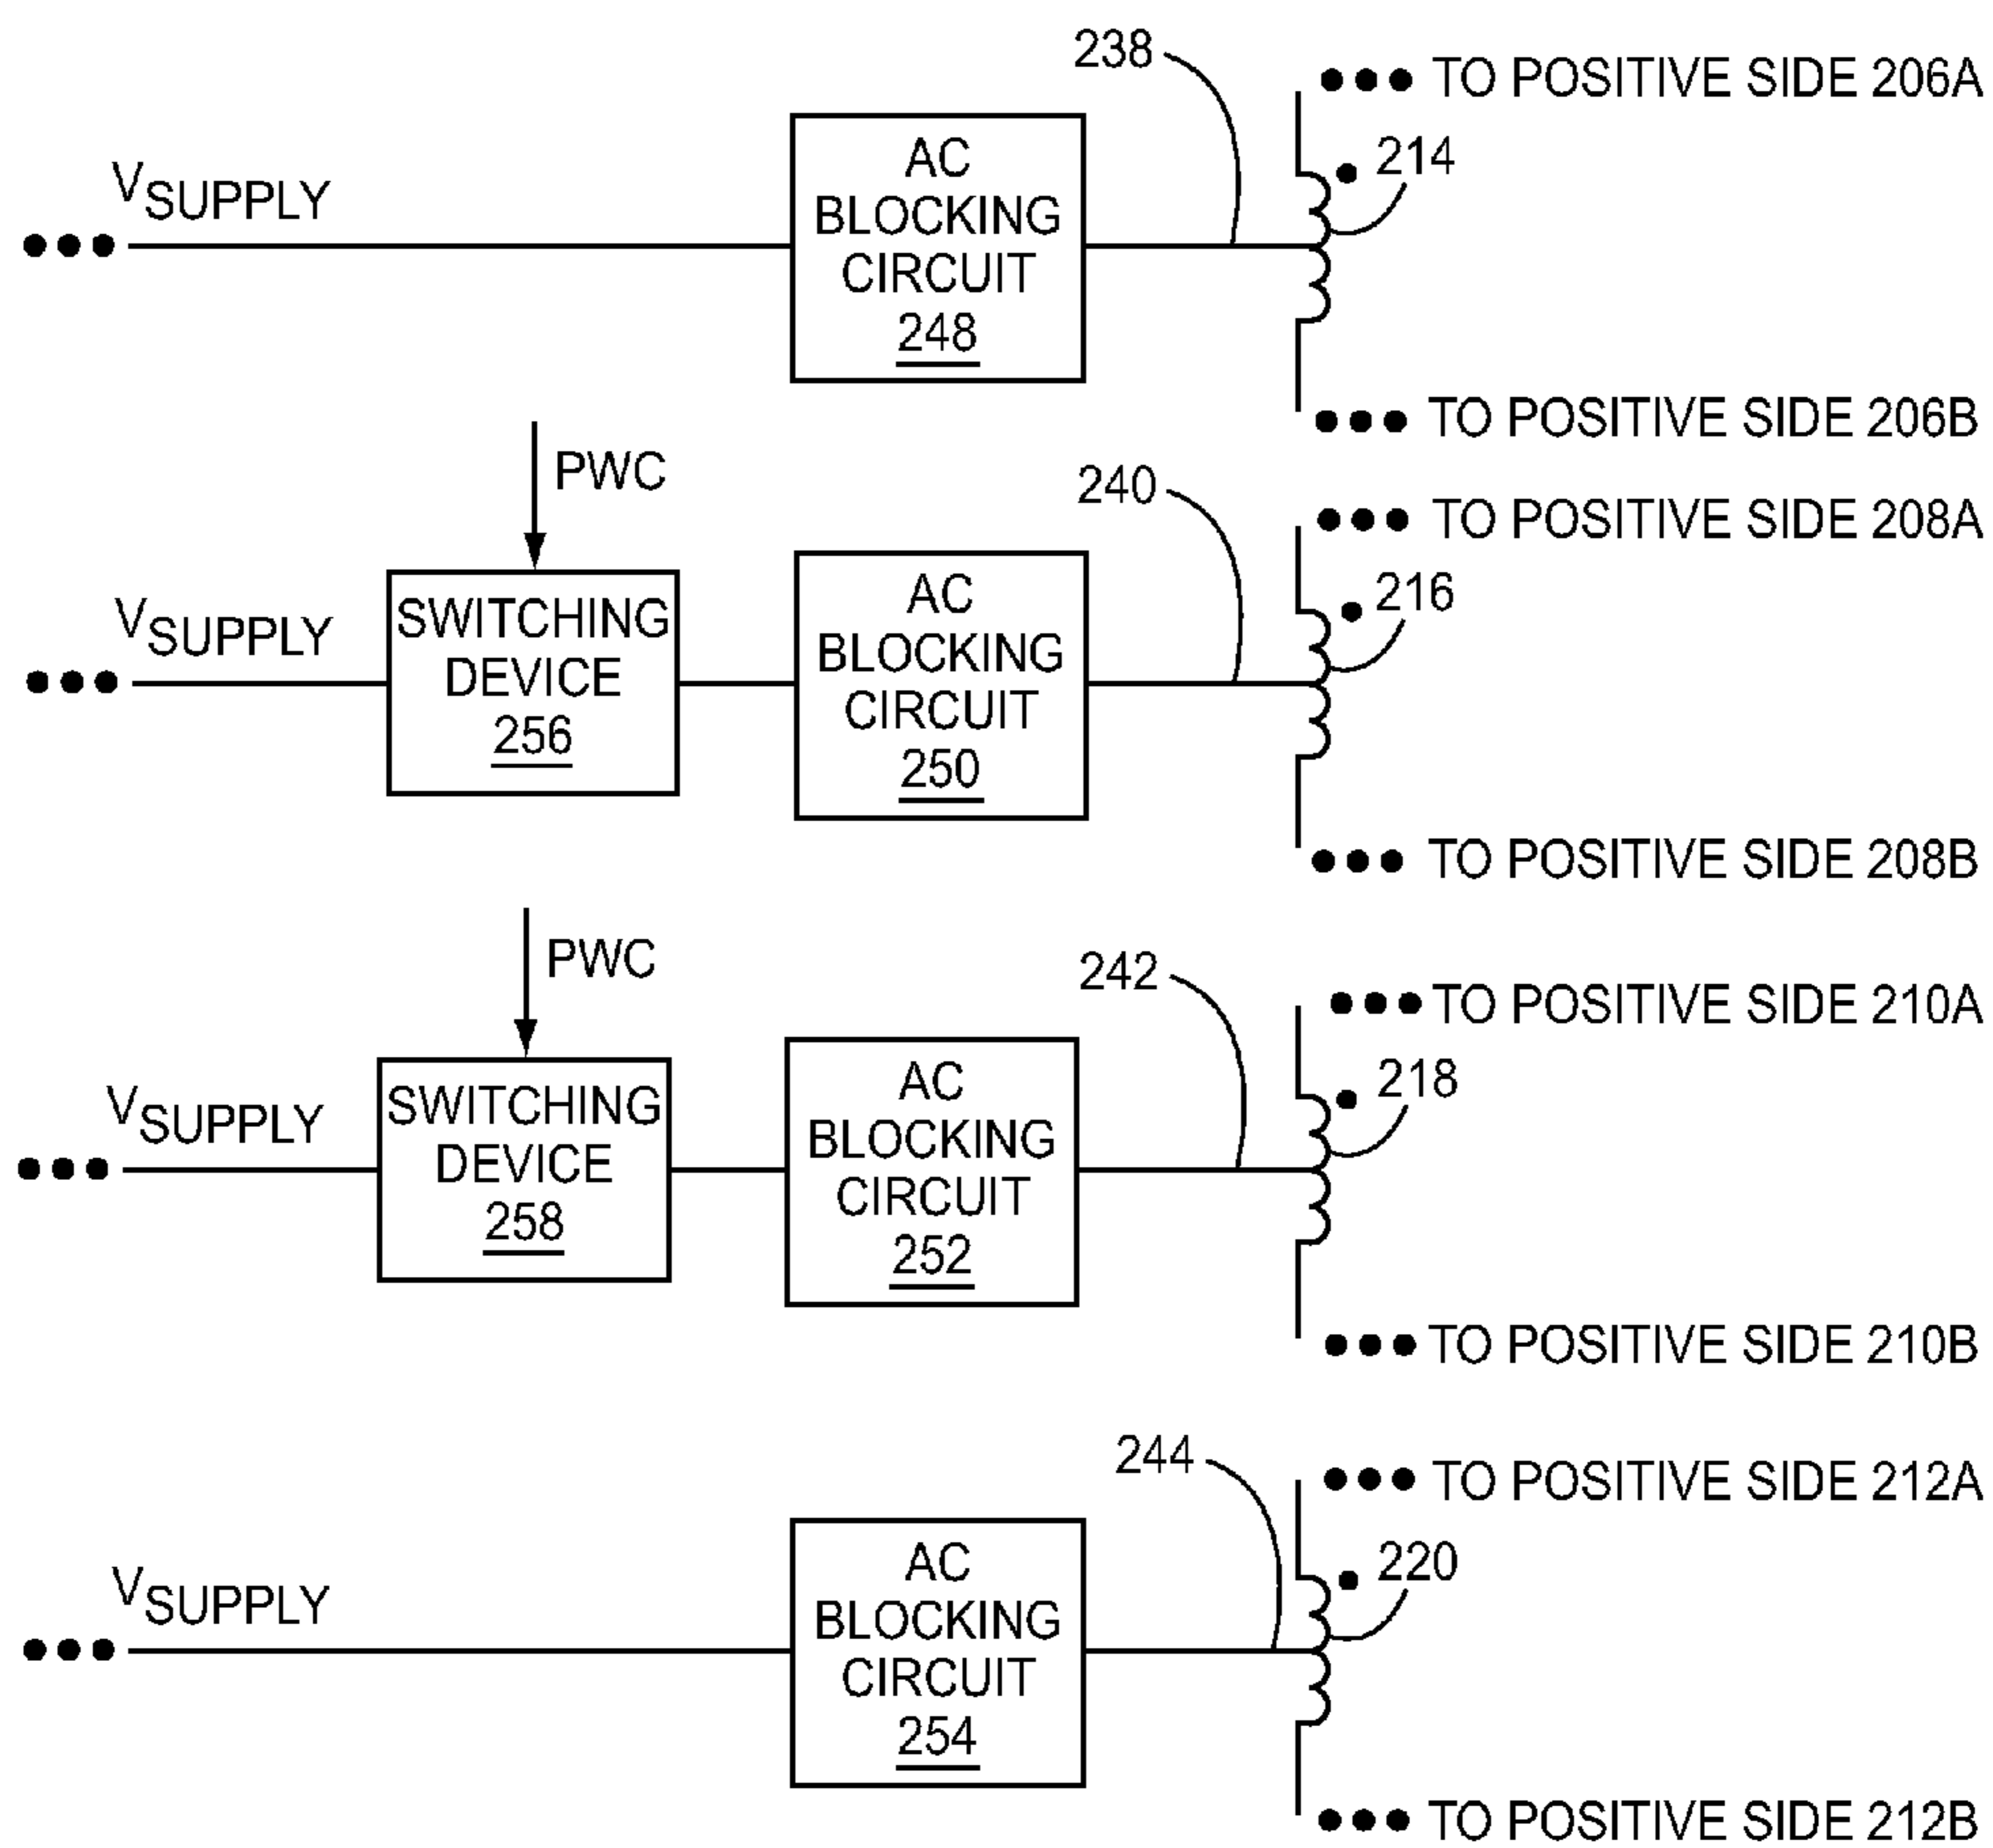 238
TO POSITIVE SIDE 206A
VSUPPLY
AC
BLOCKING
CIRCUIT
248
214
TO POSITIVE SIDE 206B
PWC
240
TO POSITIVE SIDE 208A
VSUPPLY
SWITCHING
DEVICE
256
AC
BLOCKING
CIRCUIT
250
216
TO POSITIVE SIDE 208B
PWC
242
TO POSITIVE SIDE 210A
VSUPPLY
SWITCHING
DEVICE
258
AC
BLOCKING
CIRCUIT
252
218
TO POSITIVE SIDE 210B
244
TO POSITIVE SIDE 212A
VSUPPLY
AC
BLOCKING
CIRCUIT
254
220
TO POSITIVE SIDE 212B